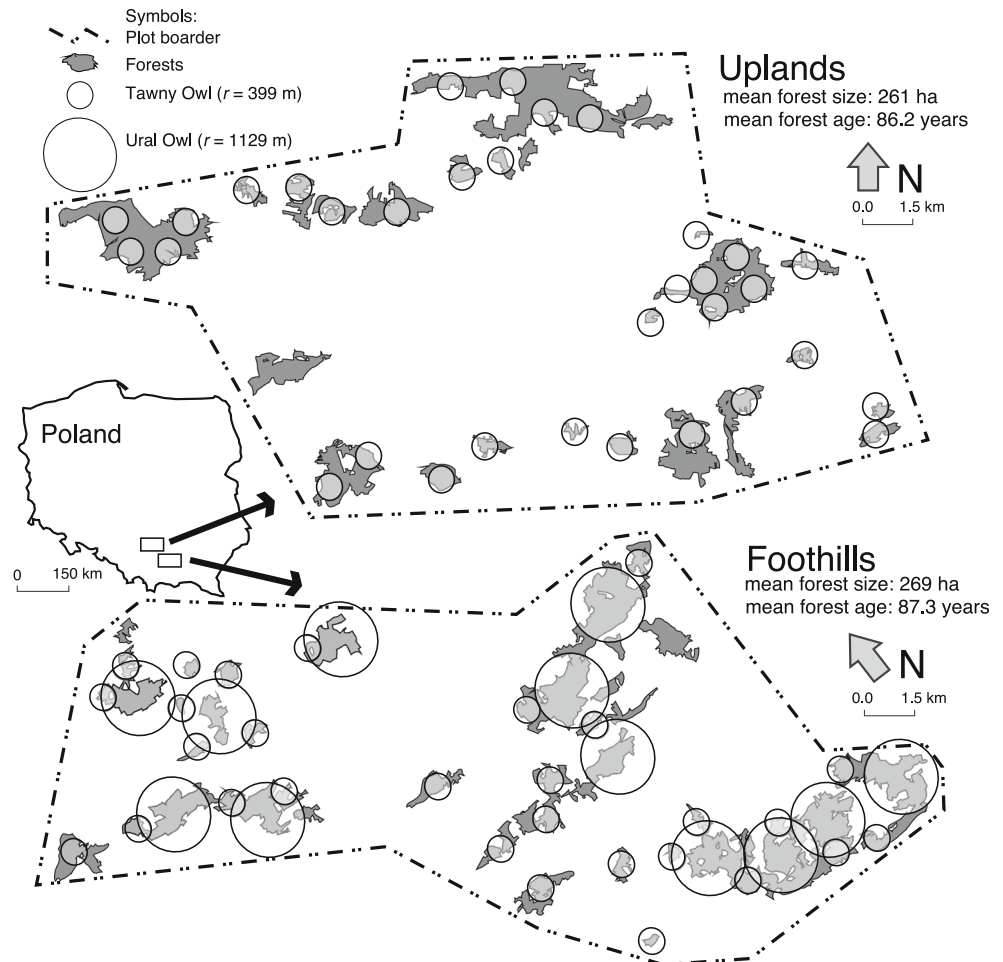 Symbols:
Plot boarder
Forests
Tawny Owl (r = 399 m)
Ural Owl (r = 1129 m)
Uplands
mean forest size: 261 ha
mean forest age: 86.2 years
N
0.0 1.5 km
Poland
0 150 km
Foothills
mean forest size: 269 ha
mean forest age: 87.3 years
N
0.0 1.5 km